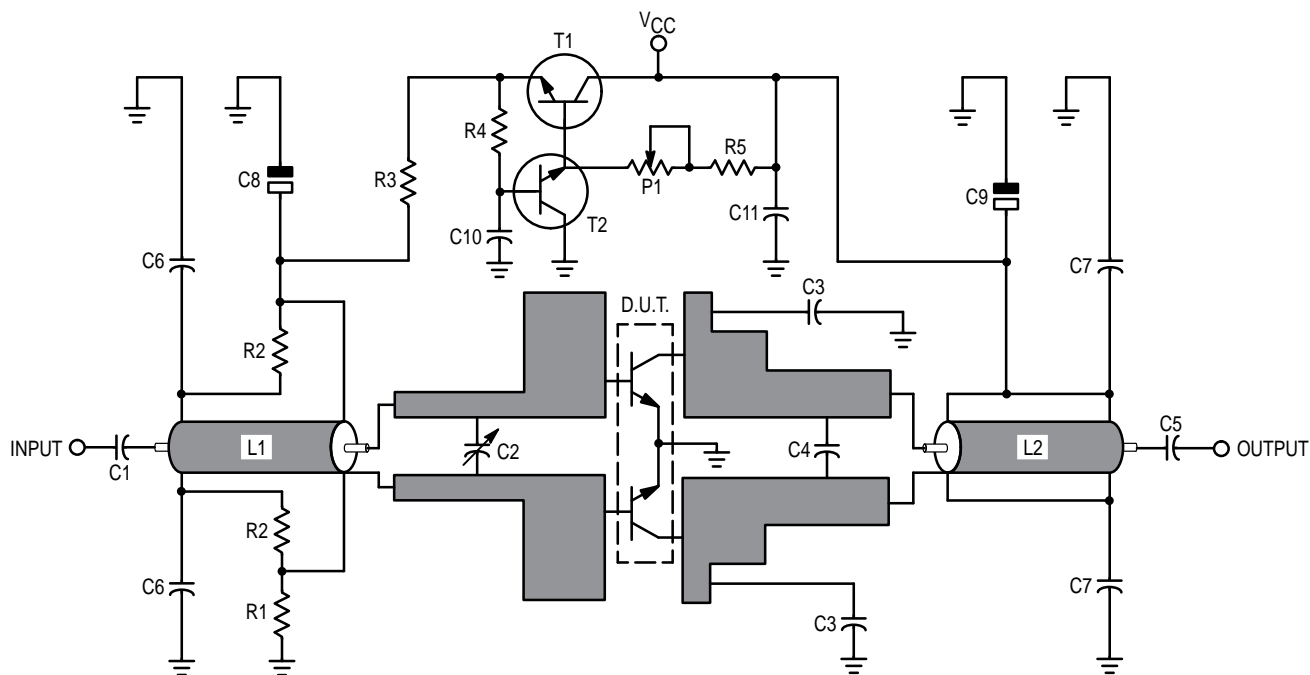 VCC
T1
R4
R5
C8
R3
P1
C9
T2
C11
C10
C6
C7
C3
D.U.T.
R2
INPUT
C1
L1
C2
C4
L2
C5
OUTPUT
R2
C6
R1
C3
C7